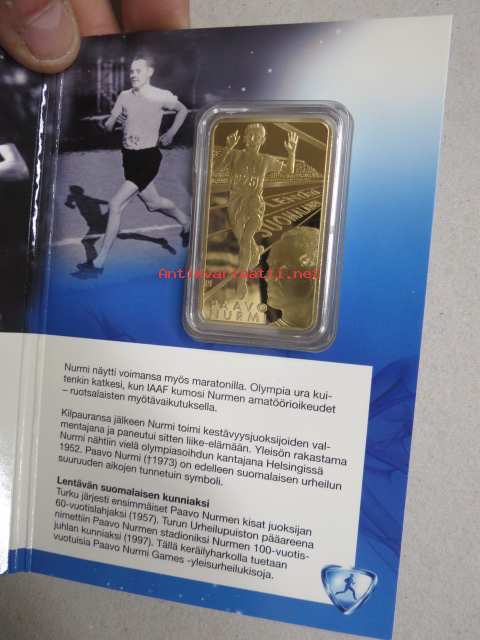 LENTÄVÄ
SUOMALAINEN
PAAVO
NURMI
Antikvariaatti.net
Nurmi näytti voimansa myös maratonilla. Olympia ura kui-
tenkin katkesi, kun IAAF kumosi Nurmen amatöörioikeudet
– ruotsalaisten myötävaikutuksella.
Kilpauransa jälkeen Nurmi toimi kestävyysjuoksijoiden val-
mentajana ja paneutui sitten liike-elämään. Yleisön rakastama
Nurmi nähtiin vielä olympiasoihdun kantajana Helsingissä
1952. Paavo Nurmi (†1973) on edelleen suomalaisen urheilun
suuruuden aikojen tunnetuin symboli.
Lentävän suomalaisen kunniaksi
Turku järjesti ensimmäiset Paavo Nurmen kisat juoksijan
60-vuotislahjaksi (1957). Turun Urheilupuiston pääareena
nimettiin Paavo Nurmen stadioniksi Nurmen 100-vuotis-
juhlan kunniaksi (1997). Tällä keräilyharkolla tuetaan
vuotuisia Paavo Nurmi Games -yleisurheilukisoja.